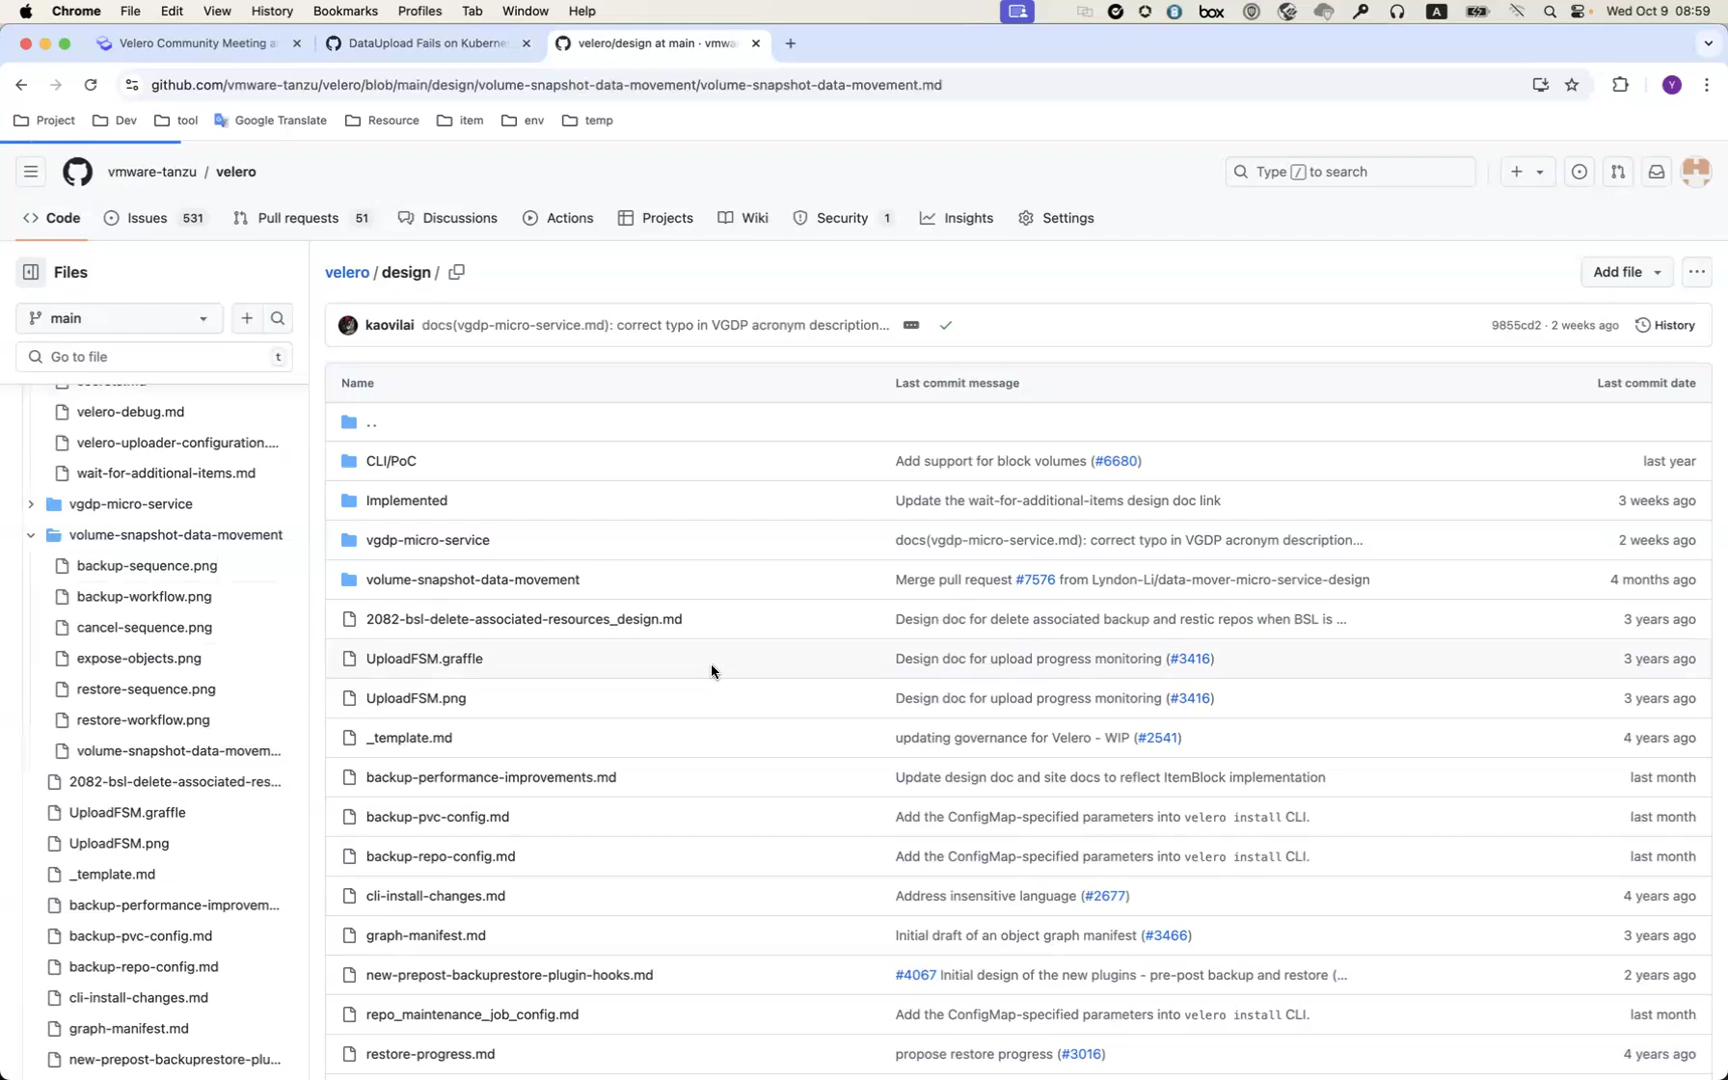 Chrome File Edit View History Bookmarks Profiles Tab Window Help box A Wed Oct 9 08:59
Velero Community Meeting a DataUpload Fails on Kuberne velero/design at main · vmwa
github.com/vmware-tanzu/velero/blob/main/design/volume-snapshot-data-movement/volume-snapshot-data-movement.md Y
Project Dev tool Google Translate Resource item env temp
vmware-tanzu / velero Type / to search
Code Issues 531 Pull requests 51 Discussions Actions Projects Wiki Security 1 Insights Settings
Files
main
Go to file t
velero-debug.md
velero-uploader-configuration....
wait-for-additional-items.md
vgdp-micro-service
volume-snapshot-data-movement
backup-sequence.png
backup-workflow.png
cancel-sequence.png
expose-objects.png
restore-sequence.png
restore-workflow.png
volume-snapshot-data-movem...
2082-bsl-delete-associated-res...
UploadFSM.graffle
UploadFSM.png
_template.md
backup-performance-improvem...
backup-pvc-config.md
backup-repo-config.md
cli-install-changes.md
graph-manifest.md
new-prepost-backuprestore-plu...
velero / design / Add file
kaovilai docs(vgdp-micro-service.md): correct typo in VGDP acronym description... 9855cd2 · 2 weeks ago History
Name Last commit message Last commit date
..
CLI/PoC Add support for block volumes (#6680) last year
Implemented Update the wait-for-additional-items design doc link 3 weeks ago
vgdp-micro-service docs(vgdp-micro-service.md): correct typo in VGDP acronym description... 2 weeks ago
volume-snapshot-data-movement Merge pull request #7576 from Lyndon-Li/data-mover-micro-service-design 4 months ago
2082-bsl-delete-associated-resources_design.md Design doc for delete associated backup and restic repos when BSL is ... 3 years ago
UploadFSM.graffle Design doc for upload progress monitoring (#3416) 3 years ago
UploadFSM.png Design doc for upload progress monitoring (#3416) 3 years ago
_template.md updating governance for Velero - WIP (#2541) 4 years ago
backup-performance-improvements.md Update design doc and site docs to reflect ItemBlock implementation last month
backup-pvc-config.md Add the ConfigMap-specified parameters into velero install CLI. last month
backup-repo-config.md Add the ConfigMap-specified parameters into velero install CLI. last month
cli-install-changes.md Address insensitive language (#2677) 4 years ago
graph-manifest.md Initial draft of an object graph manifest (#3466) 3 years ago
new-prepost-backuprestore-plugin-hooks.md #4067 Initial design of the new plugins - pre-post backup and restore (... 2 years ago
repo_maintenance_job_config.md Add the ConfigMap-specified parameters into velero install CLI. last month
restore-progress.md propose restore progress (#3016) 4 years ago